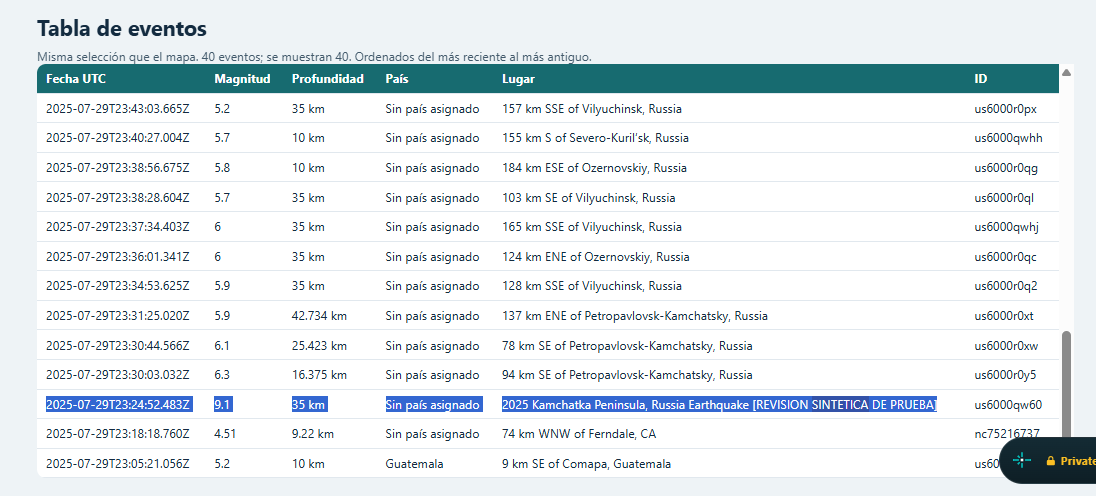 Tabla de eventos
Misma selección que el mapa. 40 eventos; se muestran 40. Ordenados del más reciente al más antiguo.
Fecha UTC Magnitud Profundidad País Lugar ID
2025-07-29T23:43:03.665Z 5.2 35 km Sin país asignado 157 km SSE of Vilyuchinsk, Russia us6000r0px
2025-07-29T23:40:27.004Z 5.7 10 km Sin país asignado 155 km S of Severo-Kuril'sk, Russia us6000qwhh
2025-07-29T23:38:56.675Z 5.8 10 km Sin país asignado 184 km ESE of Ozernovskiy, Russia us6000r0qg
2025-07-29T23:38:28.604Z 5.7 35 km Sin país asignado 103 km SE of Vilyuchinsk, Russia us6000r0ql
2025-07-29T23:37:34.403Z 6 35 km Sin país asignado 165 km SSE of Vilyuchinsk, Russia us6000qwhj
2025-07-29T23:36:01.341Z 6 35 km Sin país asignado 124 km ENE of Ozernovskiy, Russia us6000r0qc
2025-07-29T23:34:53.625Z 5.9 35 km Sin país asignado 128 km SSE of Vilyuchinsk, Russia us6000r0q2
2025-07-29T23:31:25.020Z 5.9 42.734 km Sin país asignado 137 km ENE of Petropavlovsk-Kamchatsky, Russia us6000r0xt
2025-07-29T23:30:44.566Z 6.1 25.423 km Sin país asignado 78 km SE of Petropavlovsk-Kamchatsky, Russia us6000r0xw
2025-07-29T23:30:03.032Z 6.3 16.375 km Sin país asignado 94 km SE of Petropavlovsk-Kamchatsky, Russia us6000r0y5
2025-07-29T23:24:52.483Z 9.1 35 km Sin país asignado 2025 Kamchatka Peninsula, Russia Earthquake [REVISION SINTETICA DE PRUEBA] us6000qw60
2025-07-29T23:18:18.760Z 4.51 9.22 km Sin país asignado 74 km WNW of Ferndale, CA nc75216737
2025-07-29T23:05:21.056Z 5.2 10 km Guatemala 9 km SE of Comapa, Guatemala
Private